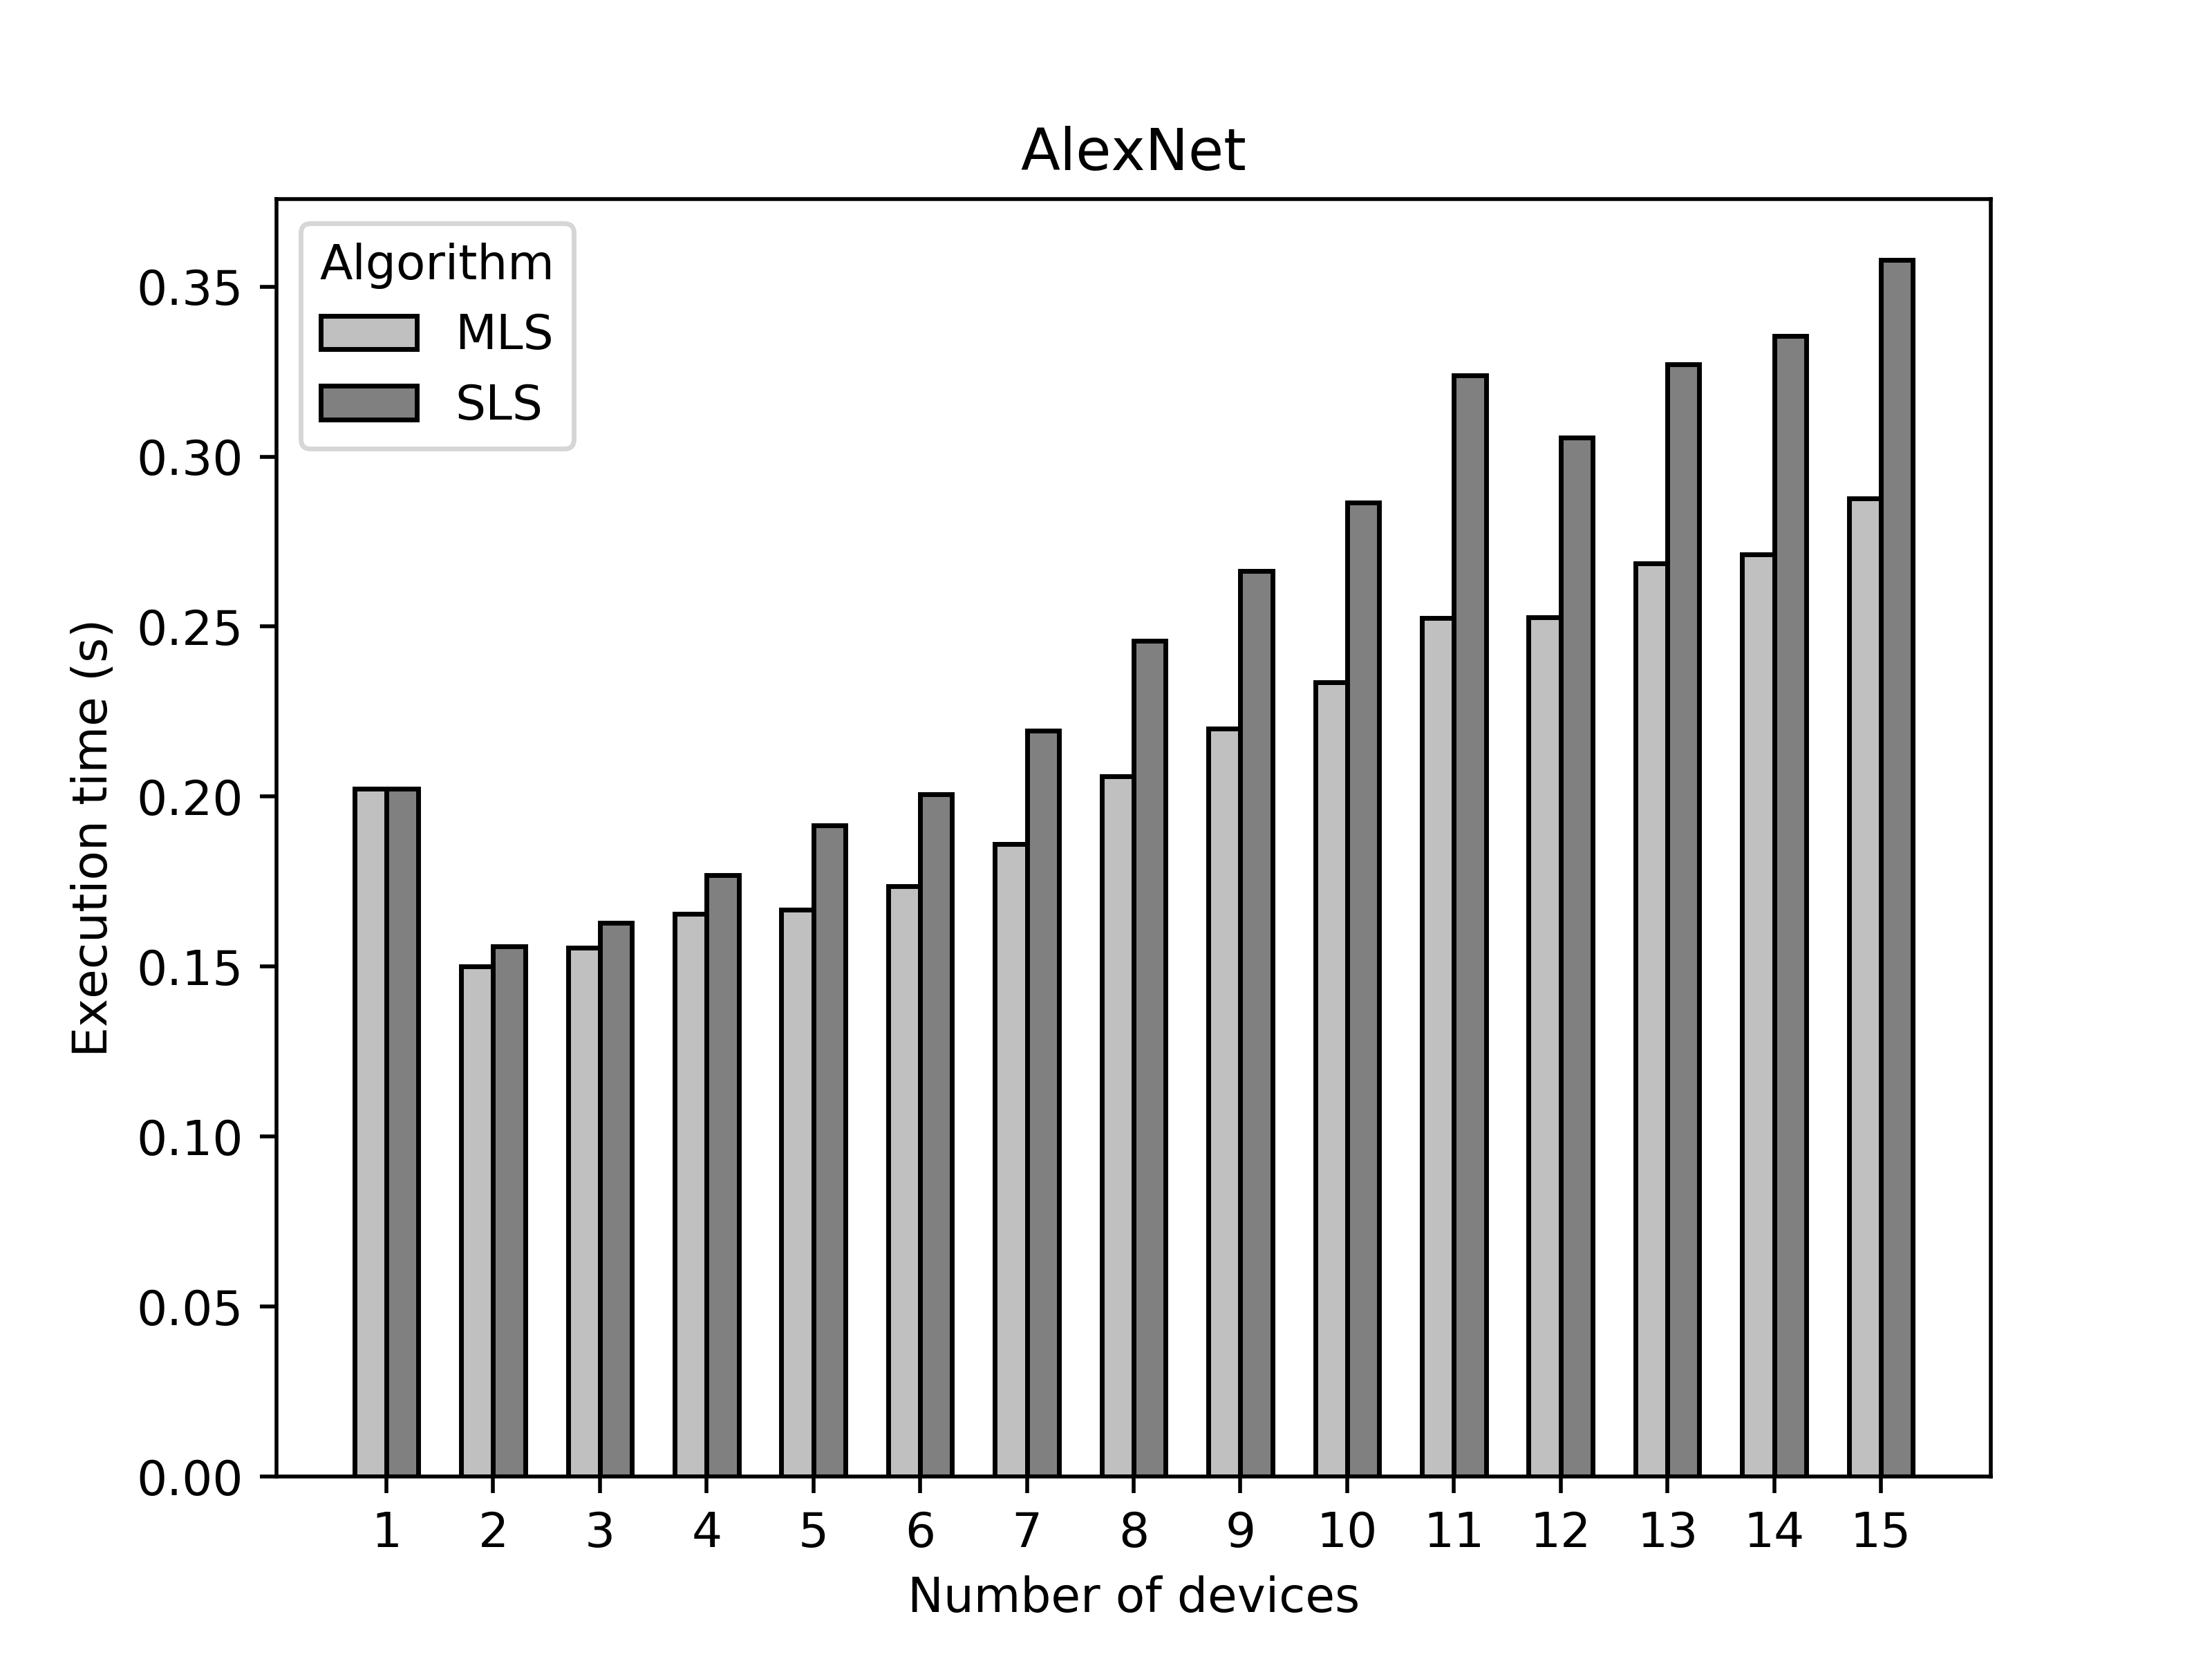 AlexNet
Algorithm
MLS
SLS
0.35
0.30
0.25
0.20
0.15
0.10
0.05
0.00
Execution time (s)
1 2 3 4 5 6 7 8 9 10 11 12 13 14 15
Number of devices